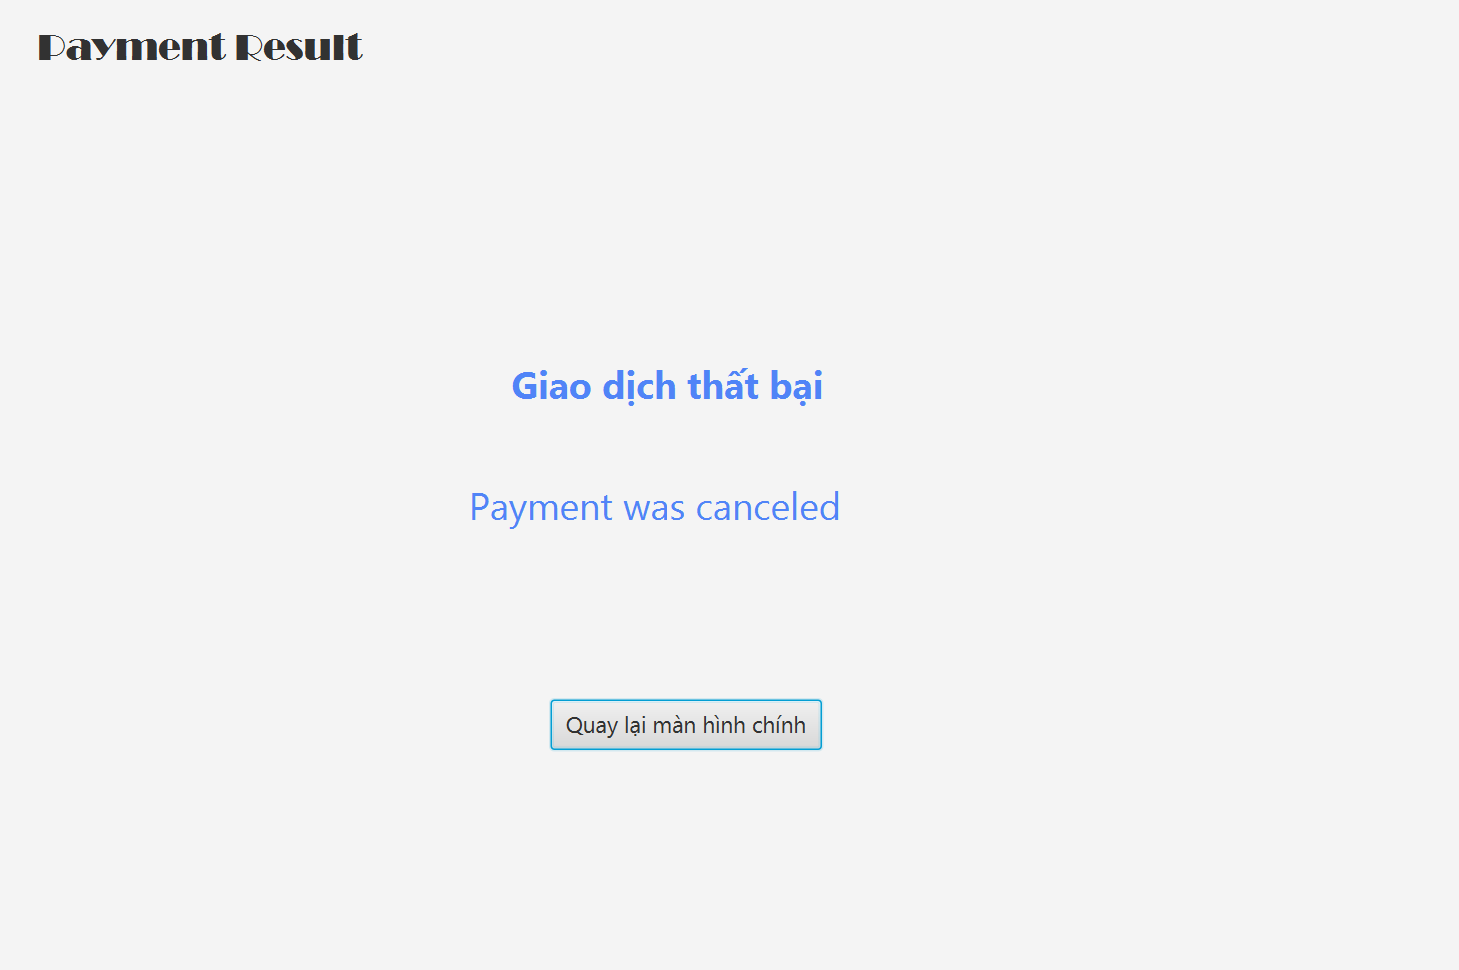 Payment Result
Giao dịch thất bại
Payment was canceled
Quay lại màn hình chính